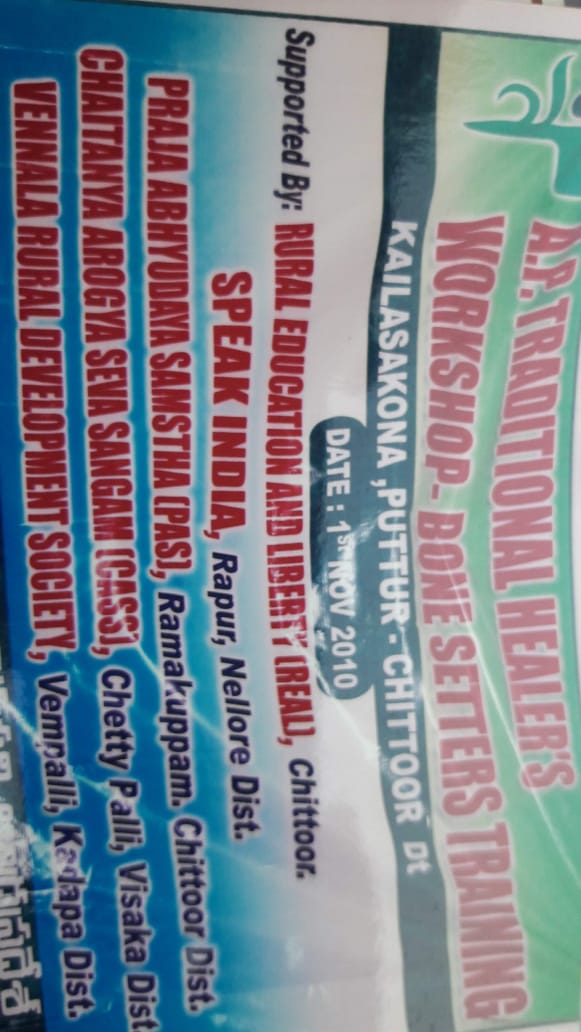 A.P. TRADITIONAL HEALER'S
WORKSHOP- BONE SETTERS TRAINING
KAILASAKONA ,PUTTUR - CHITTOOR Dt
DATE : 1ST NOV 2010
Supported By: RURAL EDUCATION AND LIBERTY (REAL), Chittoor.
SPEAK INDIA, Rapur, Nellore Dist.
PRAJA ABHYUDAYA SAMSTHA (PAS), Ramakuppam. Chittoor Dist.
CHAITANYA AROGYA SEVA SANGAM (CASS), Chetty Palli, Visaka Dist
VENNALA RURAL DEVELOPMENT SOCIETY, Vempalli, Kadapa Dist.